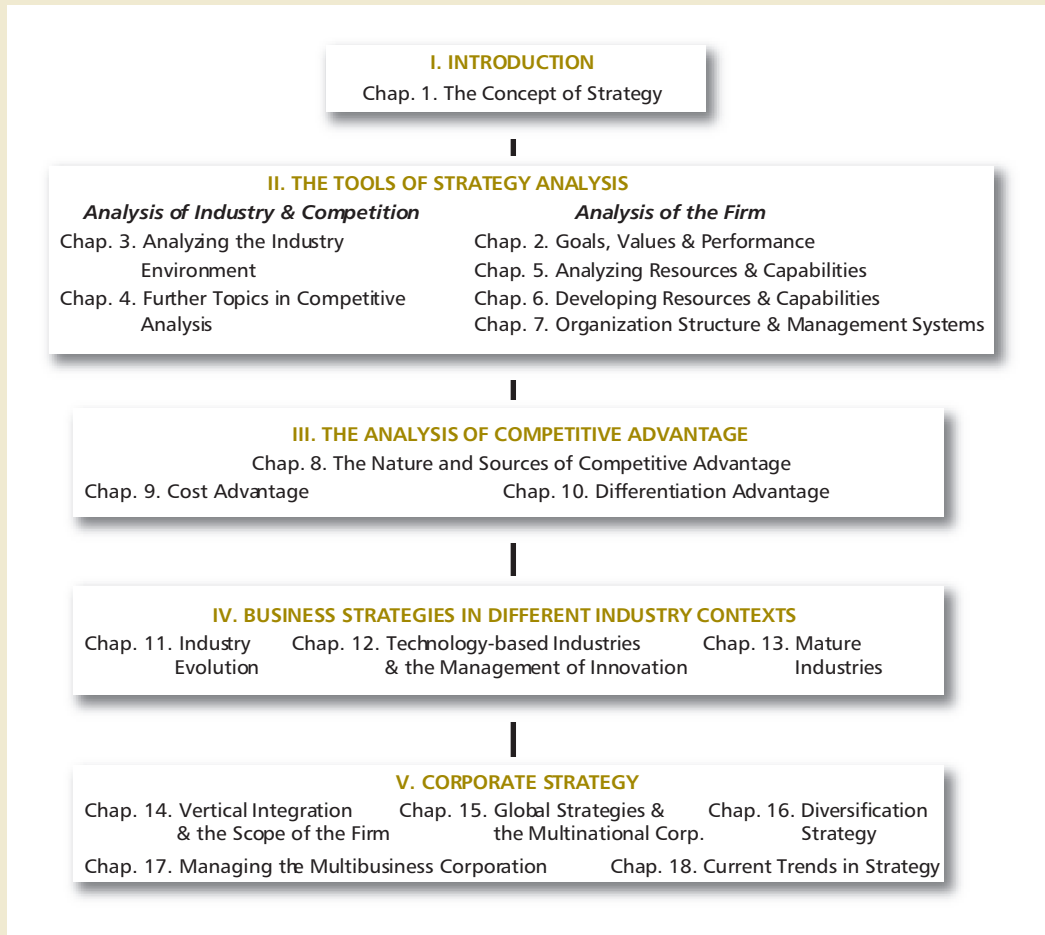 I. INTRODUCTION
Chap. 1. The Concept of Strategy
II. THE TOOLS OF STRATEGY ANALYSIS
Analysis of Industry & Competition
Chap. 3. Analyzing the Industry
Environment
Chap. 4. Further Topics in Competitive
Analysis
Analysis of the Firm
Chap. 2. Goals, Values & Performance
Chap. 5. Analyzing Resources & Capabilities
Chap. 6. Developing Resources & Capabilities
Chap. 7. Organization Structure & Management Systems
III. THE ANALYSIS OF COMPETITIVE ADVANTAGE
Chap. 8. The Nature and Sources of Competitive Advantage
Chap. 9. Cost Advantage
Chap. 10. Differentiation Advantage
IV. BUSINESS STRATEGIES IN DIFFERENT INDUSTRY CONTEXTS
Chap. 11. Industry
Evolution
Chap. 12. Technology-based Industries
& the Management of Innovation
Chap. 13. Mature
Industries
V. CORPORATE STRATEGY
Chap. 14. Vertical Integration
& the Scope of the Firm
Chap. 15. Global Strategies &
the Multinational Corp.
Chap. 16. Diversification
Strategy
Chap. 17. Managing the Multibusiness Corporation
Chap. 18. Current Trends in Strategy